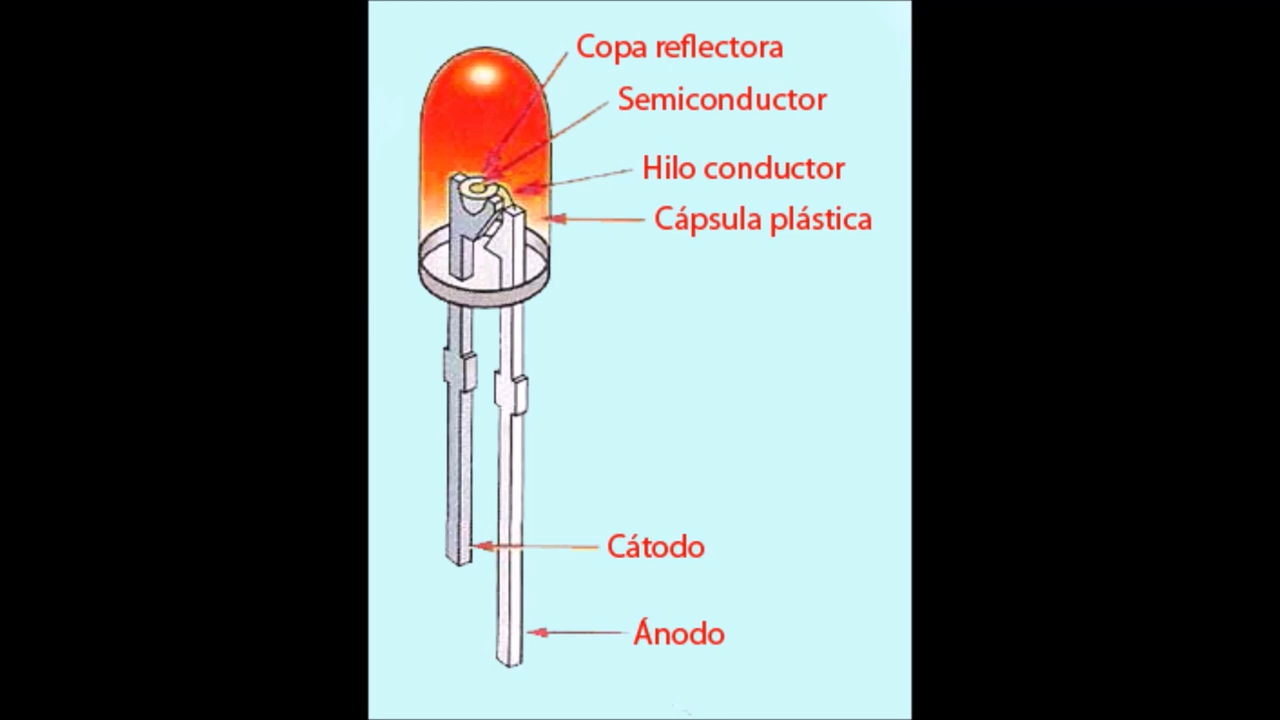 Copa reflectora
Semiconductor
Hilo conductor
Cápsula plástica
Cátodo
Ánodo